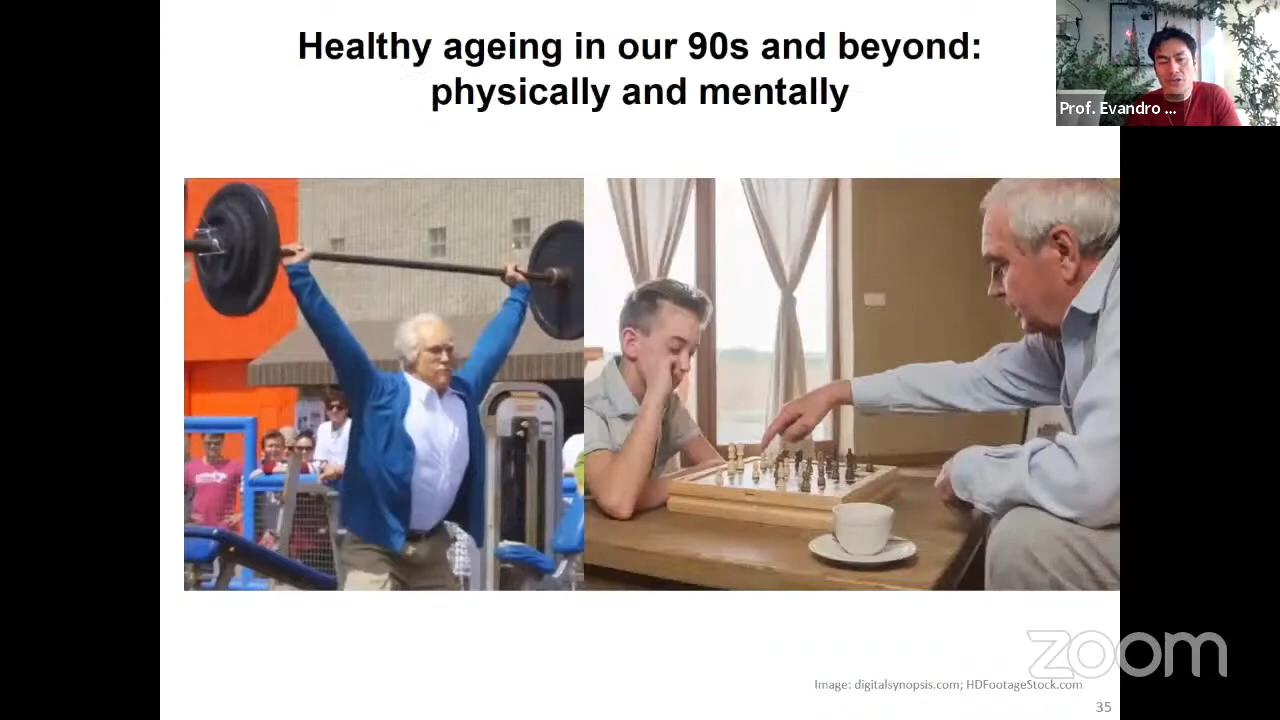 Healthy ageing in our 90s and beyond:
physically and mentally
Prof. Evandro ...
zoom
Image: digitalsynopsis.com; HDFootageStock.com
35